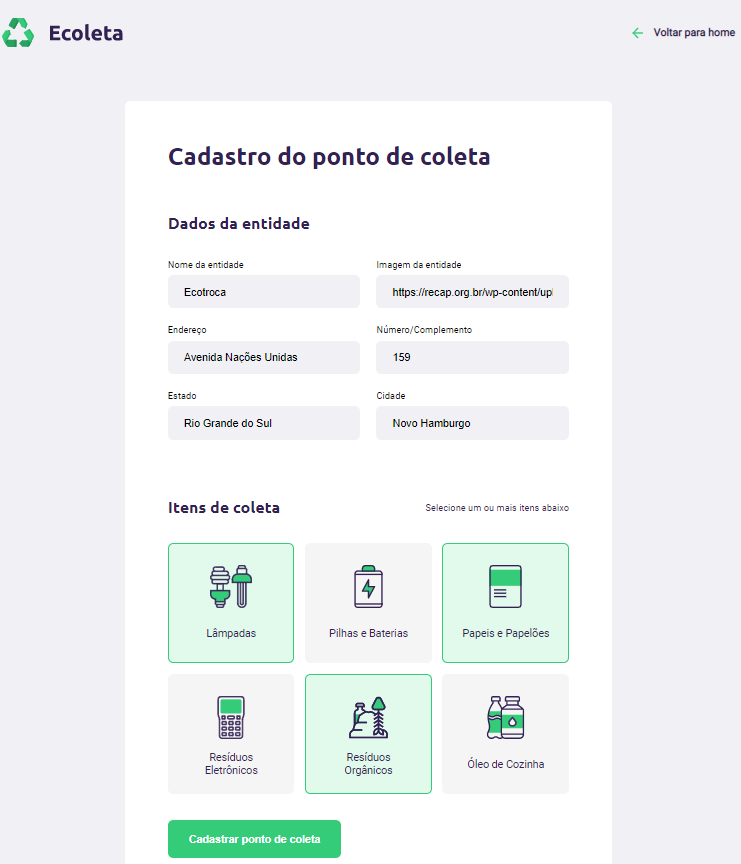 Ecoleta
Voltar para home
Cadastro do ponto de coleta
Dados da entidade
Nome da entidade
Imagem da entidade
Ecotroca
https://recap.org.br/wp-content/upl
Endereço
Número/Complemento
Avenida Nações Unidas
159
Estado
Cidade
Rio Grande do Sul
Novo Hamburgo
Itens de coleta
Selecione um ou mais itens abaixo
Lâmpadas
Pilhas e Baterias
Papeis e Papelões
Resíduos
Eletrônicos
Resíduos
Orgânicos
Óleo de Cozinha
Cadastrar ponto de coleta